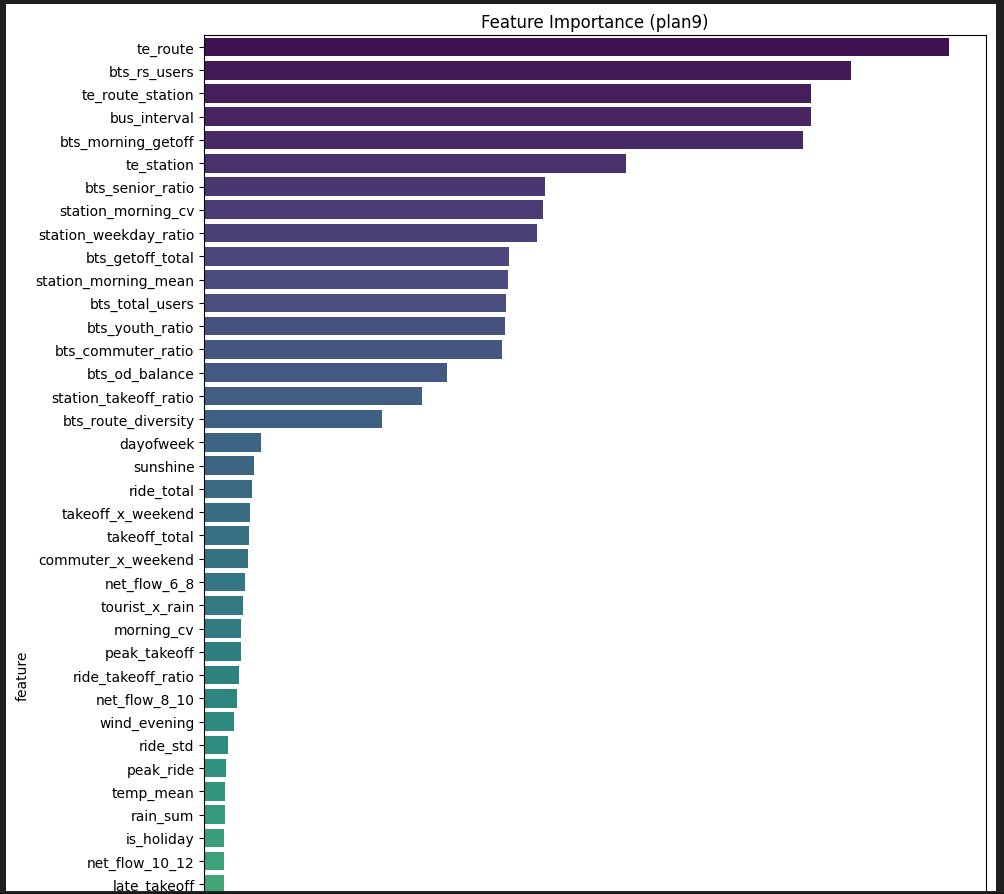 Feature Importance (plan9)
te_route
bts_rs_users
te_route_station
bus_interval
bts_morning_getoff
te_station
bts_senior_ratio
station_morning_cv
station_weekday_ratio
bts_getoff_total
station_morning_mean
bts_total_users
bts_youth_ratio
bts_commuter_ratio
bts_od_balance
station_takeoff_ratio
bts_route_diversity
dayofweek
sunshine
ride_total
takeoff_x_weekend
takeoff_total
commuter_x_weekend
net_flow_6_8
tourist_x_rain
morning_cv
peak_takeoff
ride_takeoff_ratio
net_flow_8_10
wind_evening
ride_std
peak_ride
temp_mean
rain_sum
is_holiday
net_flow_10_12
late_takeoff
feature